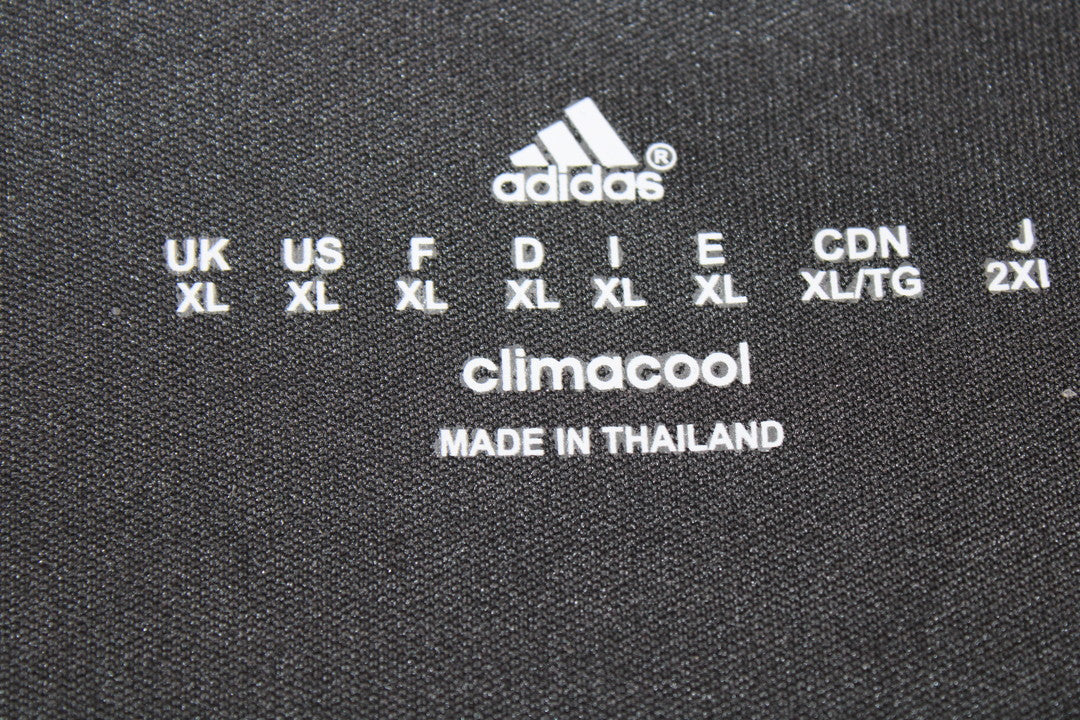 adidas®
UK US F D I E CDN J
XL XL XL XL XL XL XL/TG 2Xl
climacool
MADE IN THAILAND